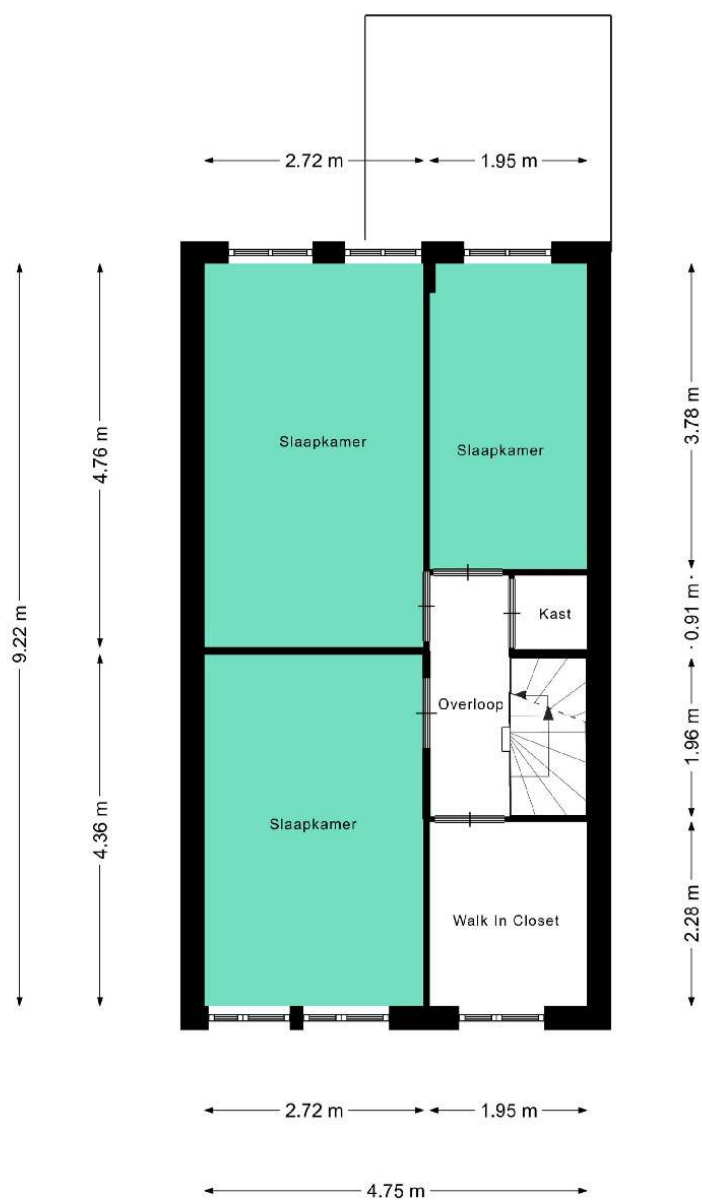 2.72 m
1.95 m
Slaapkamer
Slaapkamer
3.78 m
4.76 m
9.22 m
Kast
0.91 m
Overloop
1.96 m
Slaapkamer
4.36 m
Walk In Closet
2.28 m
2.72 m
1.95 m
4.75 m